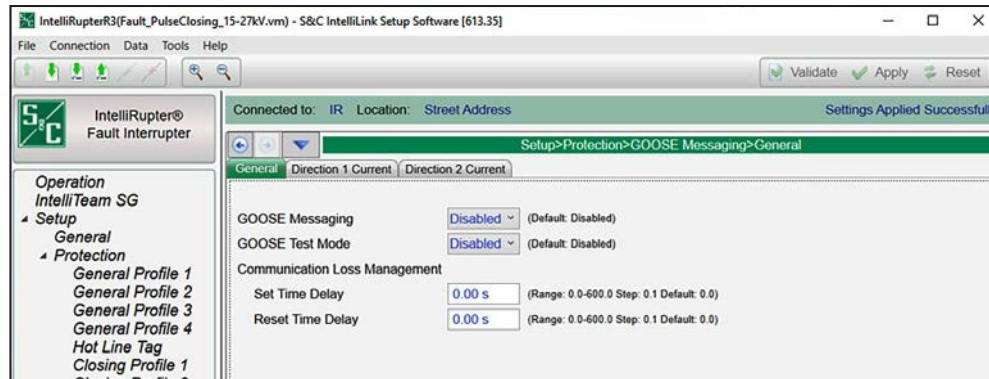 IntelliRupterR3(Fault_PulseClosing_15-27kV.vm) - S&C IntelliLink Setup Software [613.35]
File Connection Data Tools Help
Validate Apply Reset
S&C
IntelliRupter®
Fault Interrupter
Connected to: IR Location: Street Address Settings Applied Successfull
Setup>Protection>GOOSE Messaging>General
General Direction 1 Current Direction 2 Current
Operation
IntelliTeam SG
Setup
General
Protection
General Profile 1
General Profile 2
General Profile 3
General Profile 4
Hot Line Tag
Closing Profile 1
GOOSE Messaging Disabled (Default: Disabled)
GOOSE Test Mode Disabled (Default: Disabled)
Communication Loss Management
Set Time Delay 0.00 s (Range: 0.0-600.0 Step: 0.1 Default: 0.0)
Reset Time Delay 0.00 s (Range: 0.0-600.0 Step: 0.1 Default: 0.0)